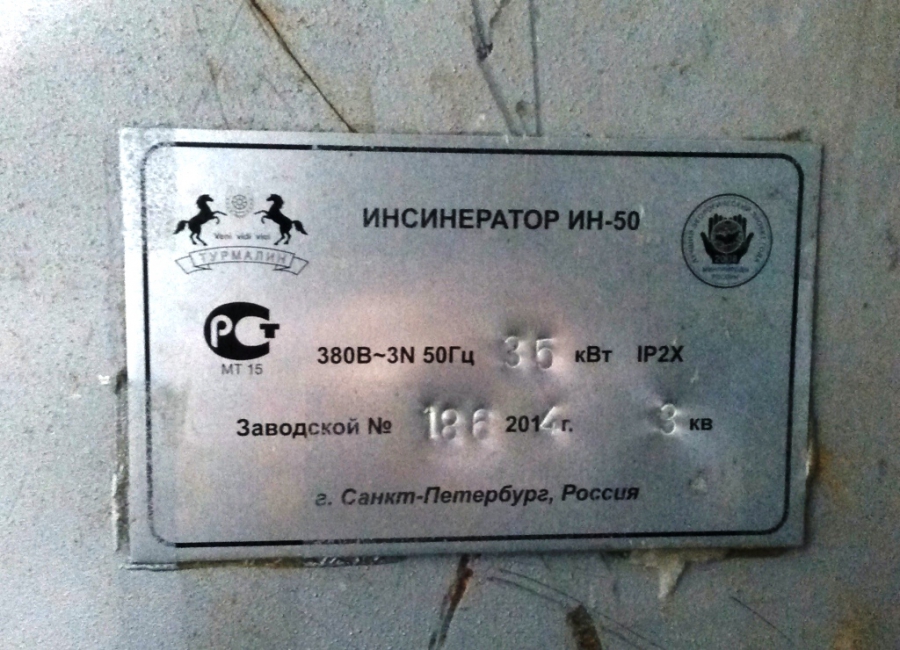 ИНСИНЕРАТОР ИН-50
Veni vidi vici
ТУРМАЛИН
РСТ
МТ 15
380В~3N 50Гц 35 кВт IP2X
Заводской № 186 2014 г. 3 кв
г. Санкт-Петербург, Россия